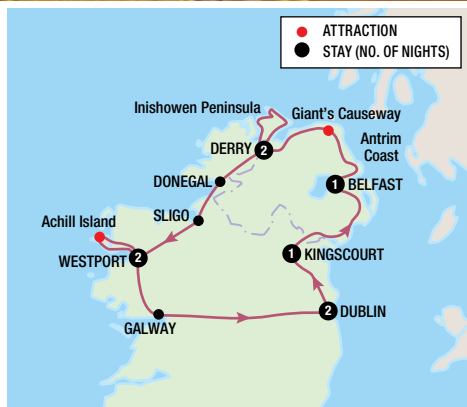 ATTRACTION
STAY (NO. OF NIGHTS)
Inishowen Peninsula
Giant's Causeway
Antrim
Coast
DERRY
2
DONEGAL
1
BELFAST
SLIGO
Achill Island
WESTPORT
2
1
KINGSCOURT
GALWAY
2
DUBLIN